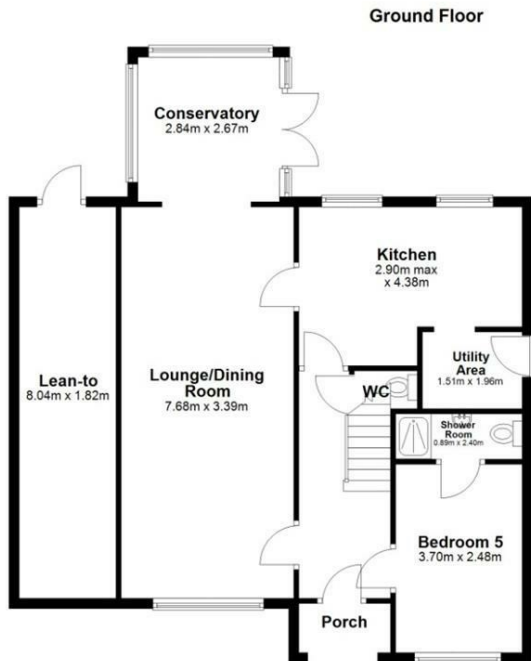 Ground Floor
Conservatory
2.84m x 2.67m
Kitchen
2.90m max
x 4.38m
Lean-to
8.04m x 1.82m
Lounge/Dining
Room
7.68m x 3.39m
Utility
Area
1.51m x 1.96m
WC
Shower
Room
0.89m x 2.40m
Bedroom 5
3.70m x 2.48m
Porch